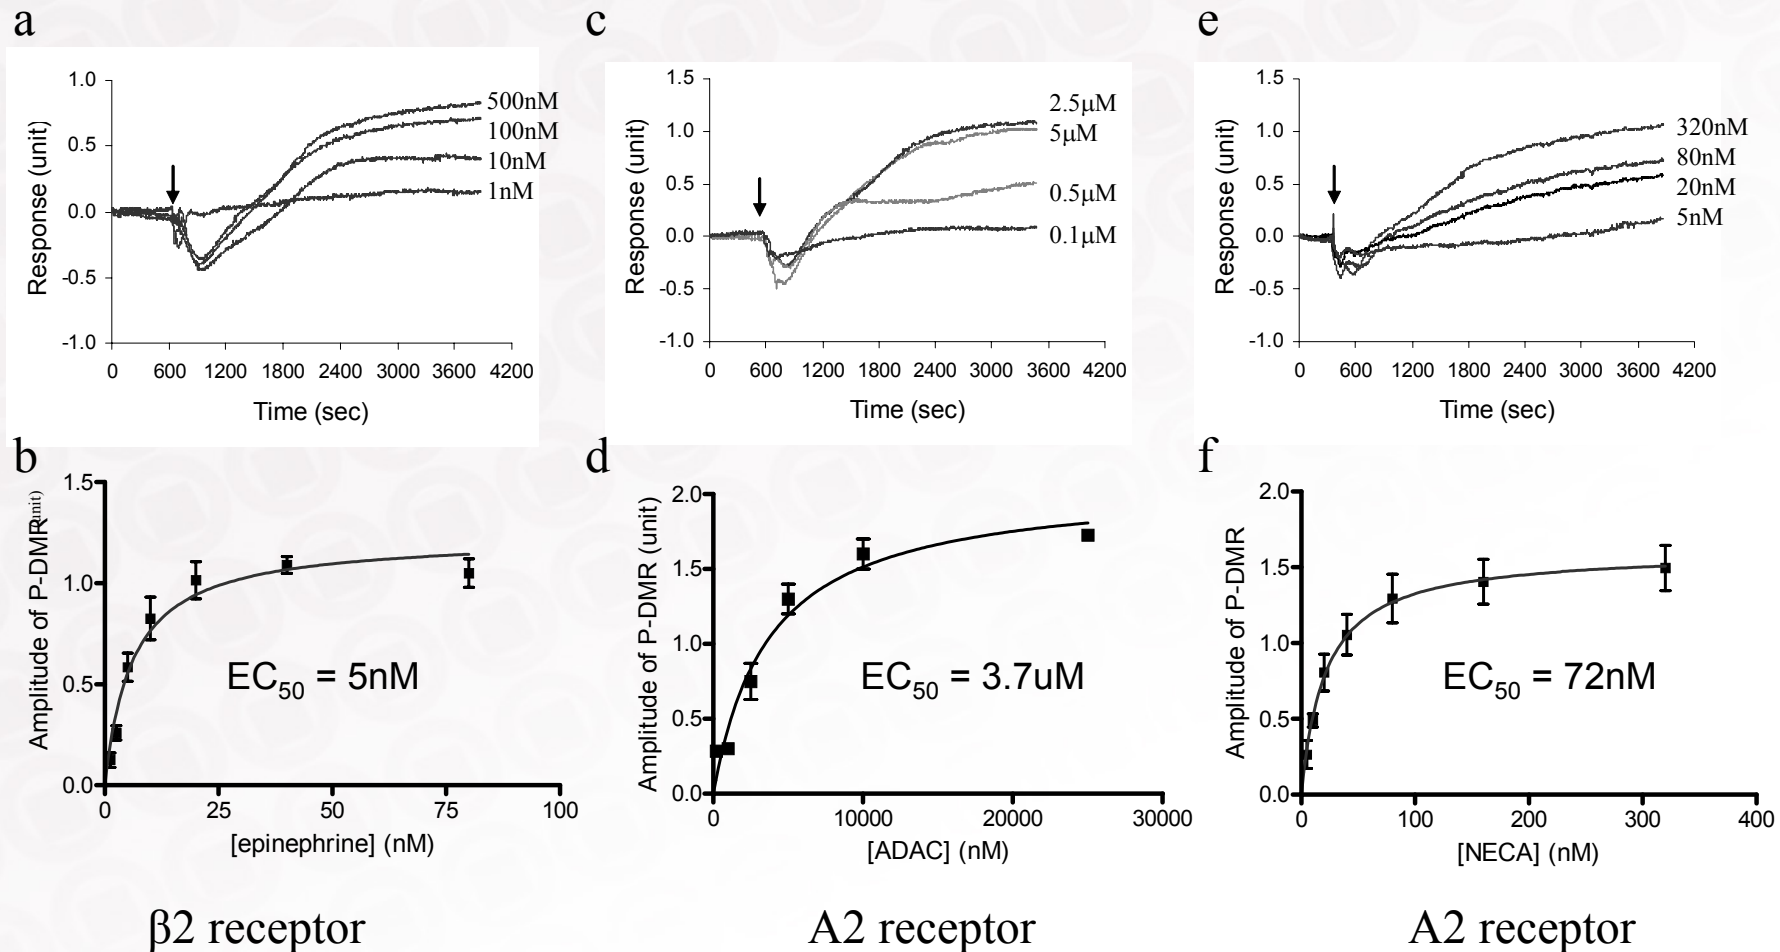 a
1.0
0.5
0.0
-0.5
-1.0
Response (unit)
500nM
100nM
10nM
1nM
0 600 1200 1800 2400 3000 3600 4200
Time (sec)
c
1.5
1.0
0.5
0.0
-0.5
-1.0
Response (unit)
2.5μM
5μM
0.5μM
0.1μM
0 600 1200 1800 2400 3000 3600 4200
Time (sec)
e
1.5
1.0
0.5
0.0
-0.5
-1.0
Response (unit)
320nM
80nM
20nM
5nM
0 600 1200 1800 2400 3000 3600 4200
Time (sec)
b
1.5
1.0
0.5
0.0
Amplitude of P-DMR unit)
EC50 = 5nM
0 25 50 75 100
[epinephrine] (nM)
β2 receptor
d
2.0
1.5
1.0
0.5
0.0
Amplitude of P-DMR (unit)
EC50 = 3.7uM
0 10000 20000 30000
[ADAC] (nM)
A2 receptor
f
2.0
1.5
1.0
0.5
0.0
Amplitude of P-DMR
EC50 = 72nM
0 100 200 300 400
[NECA] (nM)
A2 receptor